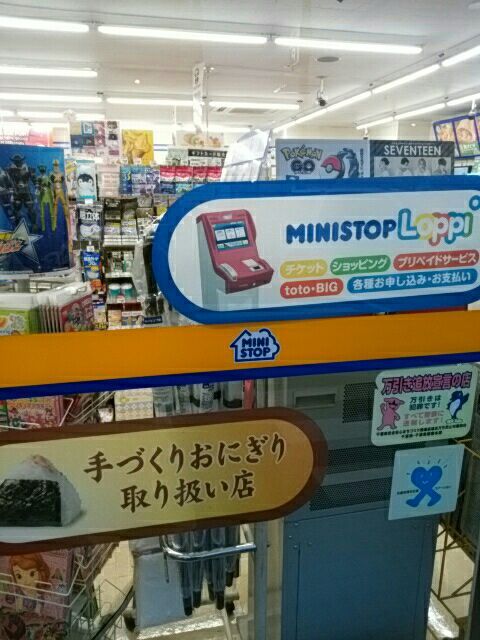 POKÉMON
GO
SEVENTEEN
MINISTOP Loppi
チケット ショッピング プリペイドサービス
toto・BIG 各種お申し込み・お支払い
MINI
STOP
万引き追放宣言の店
万引きは
犯罪です!
手づくりおにぎり
取り扱い店